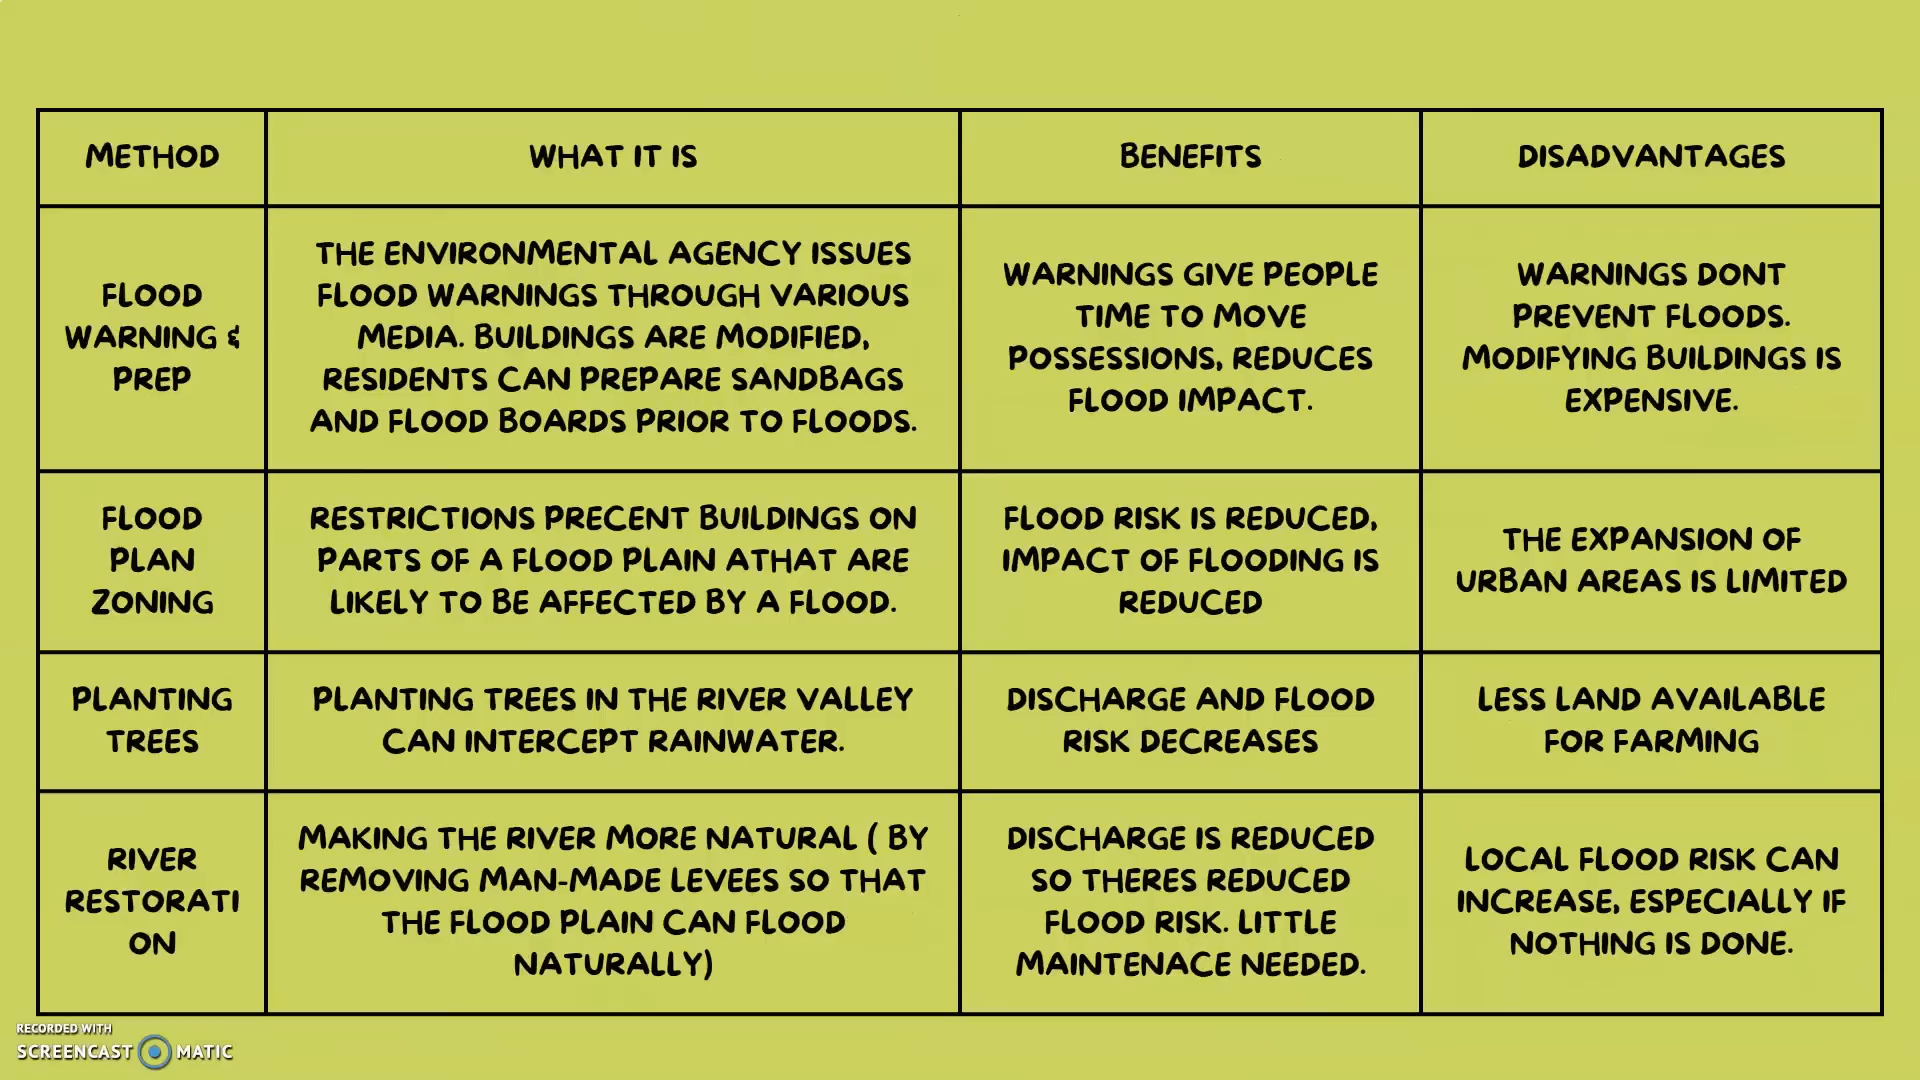 METHOD
WHAT IT IS
BENEFITS
DISADVANTAGES
FLOOD
WARNING &
PREP
THE ENVIRONMENTAL AGENCY ISSUES
FLOOD WARNINGS THROUGH VARIOUS
MEDIA. BUILDINGS ARE MODIFIED,
RESIDENTS CAN PREPARE SANDBAGS
AND FLOOD BOARDS PRIOR TO FLOODS.
WARNINGS GIVE PEOPLE
TIME TO MOVE
POSSESSIONS, REDUCES
FLOOD IMPACT.
WARNINGS DONT
PREVENT FLOODS.
MODIFYING BUILDINGS IS
EXPENSIVE.
FLOOD
PLAN
ZONING
RESTRICTIONS PRECENT BUILDINGS ON
PARTS OF A FLOOD PLAIN ATHAT ARE
LIKELY TO BE AFFECTED BY A FLOOD.
FLOOD RISK IS REDUCED,
IMPACT OF FLOODING IS
REDUCED
THE EXPANSION OF
URBAN AREAS IS LIMITED
PLANTING
TREES
PLANTING TREES IN THE RIVER VALLEY
CAN INTERCEPT RAINWATER.
DISCHARGE AND FLOOD
RISK DECREASES
LESS LAND AVAILABLE
FOR FARMING
RIVER
RESTORATI
ON
MAKING THE RIVER MORE NATURAL ( BY
REMOVING MAN-MADE LEVEES SO THAT
THE FLOOD PLAIN CAN FLOOD
NATURALLY)
DISCHARGE IS REDUCED
SO THERES REDUCED
FLOOD RISK. LITTLE
MAINTENACE NEEDED.
LOCAL FLOOD RISK CAN
INCREASE, ESPECIALLY IF
NOTHING IS DONE.
RECORDED WITH
SCREENCAST MATIC